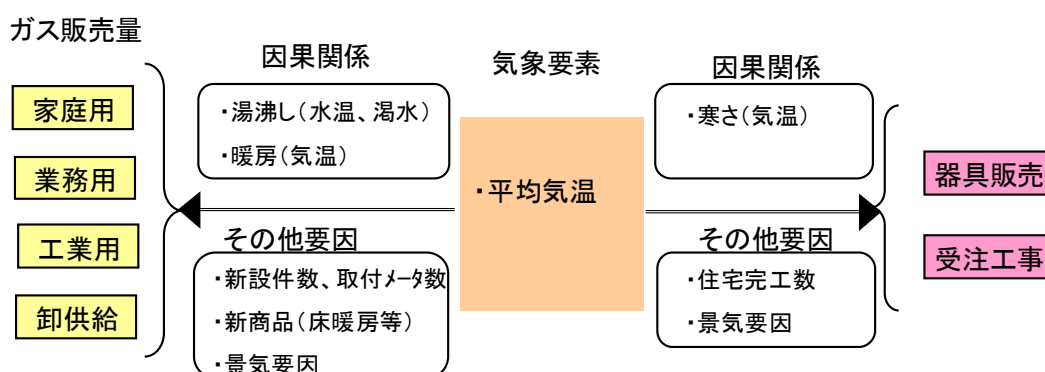 ガス販売量
家庭用
業務用
工業用
卸供給
因果関係
・湯沸し(水温、渇水)
・暖房(気温)
その他要因
・新設件数、取付メータ数
・新商品(床暖房等)
・景気要因
気象要素
・平均気温
因果関係
・寒さ(気温)
その他要因
・住宅完工数
・景気要因
器具販売
受注工事